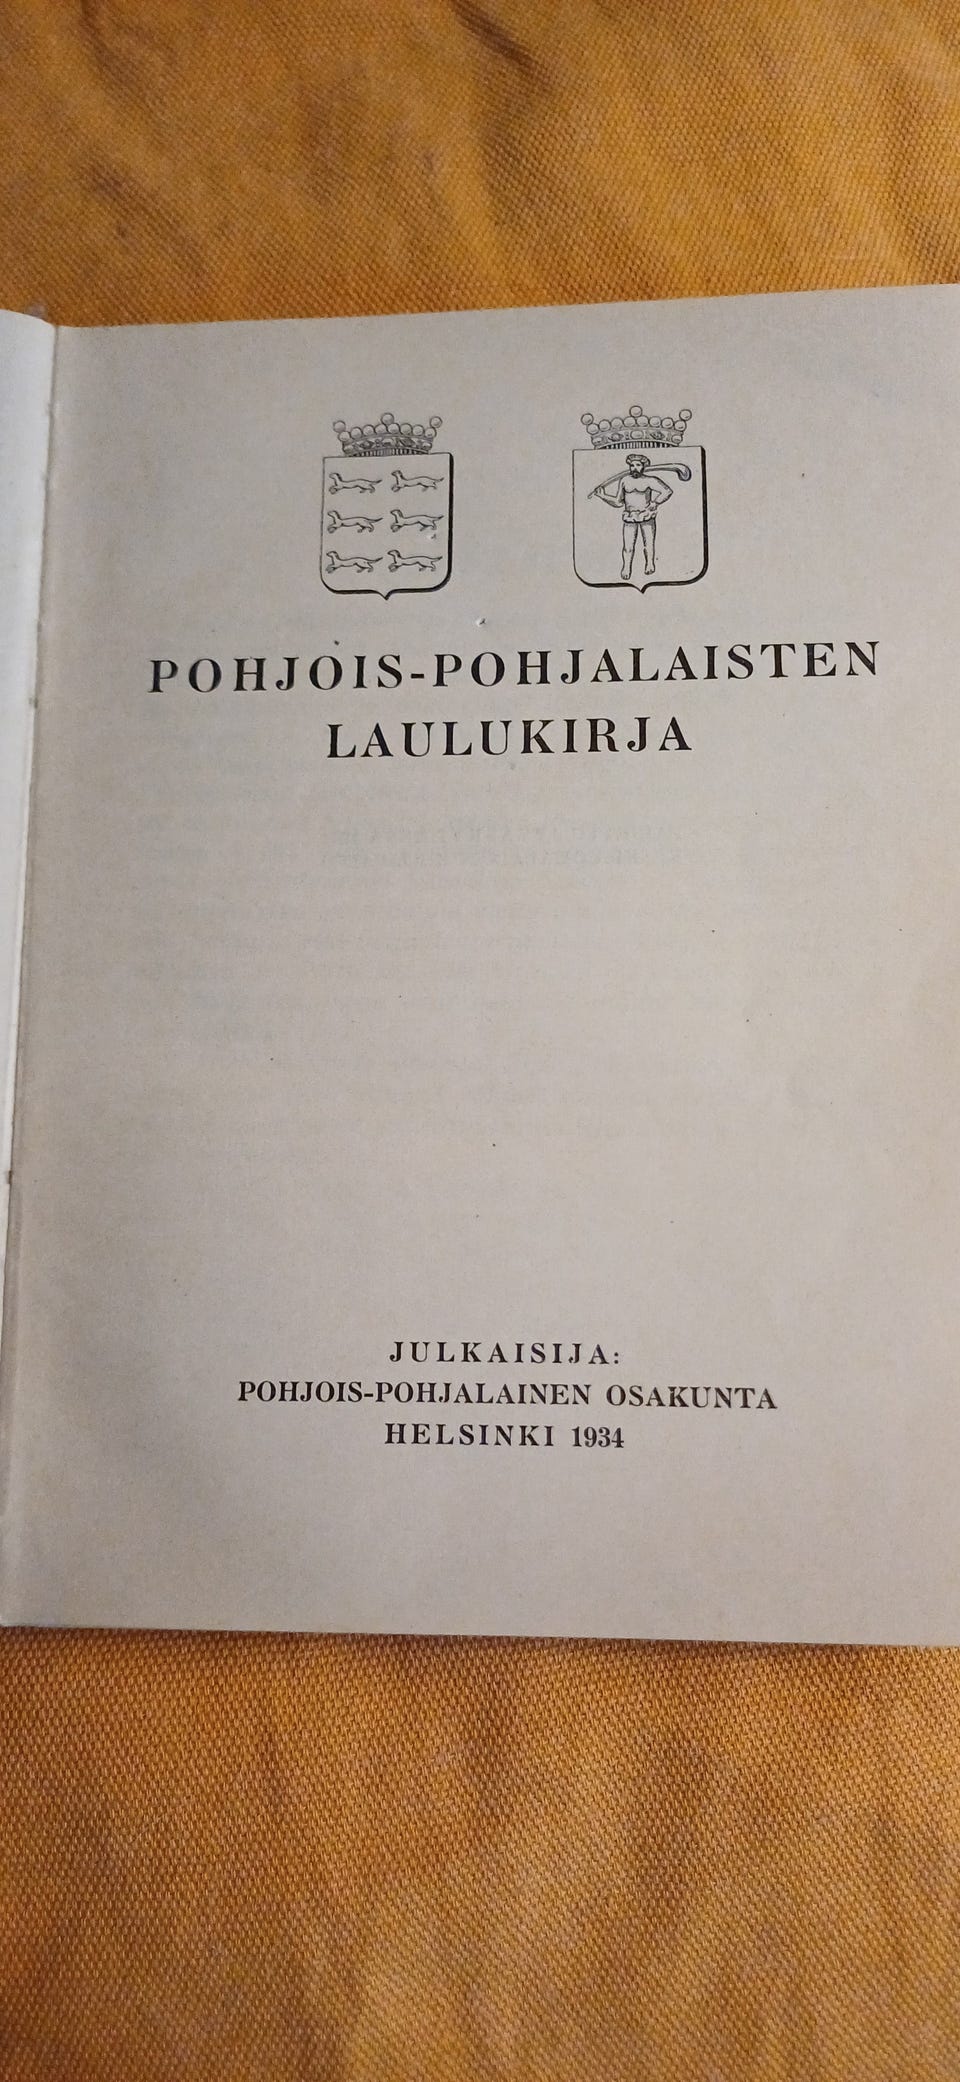 POHJOIS-POHJALAISTEN
LAULUKIRJA
JULKAISIJA:
POHJOIS-POHJALAINEN OSAKUNTA
HELSINKI 1934